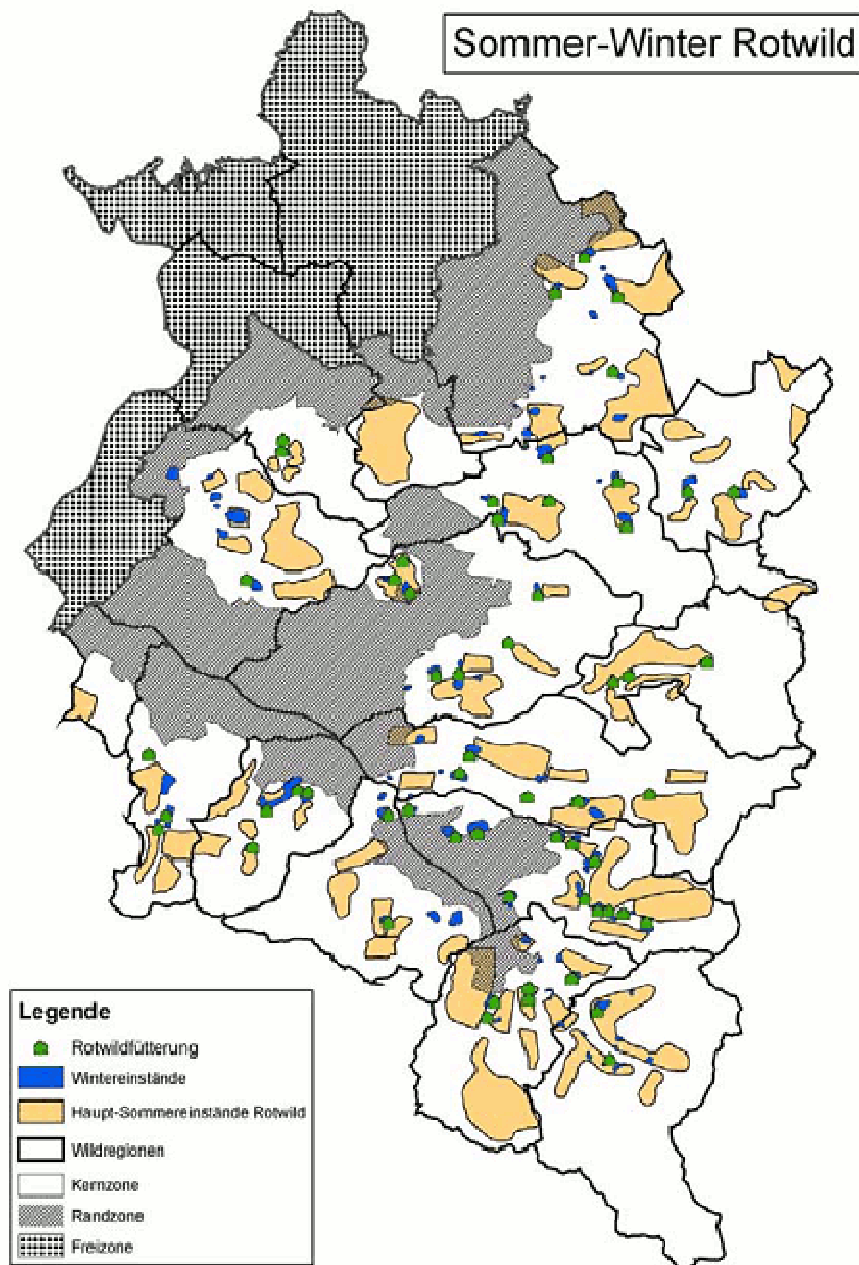 Sommer-Winter Rotwild
Legende
Rotwildfütterung
Wintereinstände
Haupt-Sommereinstände Rotwild
Wildregionen
Kernzone
Randzone
Freizone